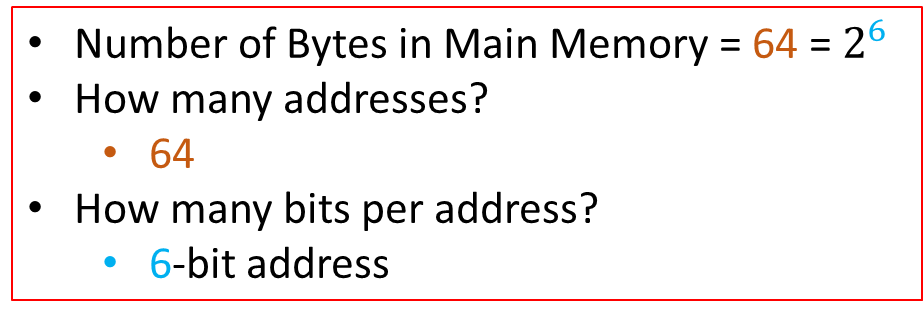 • Number of Bytes in Main Memory = 64 = 2⁶
• How many addresses?
• 64
• How many bits per address?
• 6-bit address